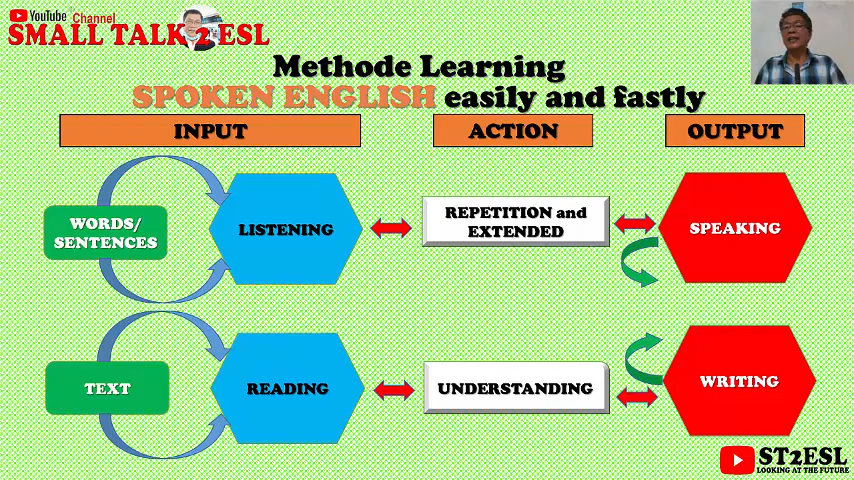 YouTube Channel
SMALL TALK 2 ESL
Methode Learning
SPOKEN ENGLISH easily and fastly
INPUT
ACTION
OUTPUT
WORDS/
SENTENCES
LISTENING
REPETITION and
EXTENDED
SPEAKING
TEXT
READING
UNDERSTANDING
WRITING
ST2ESL
LOOKING AT THE FUTURE